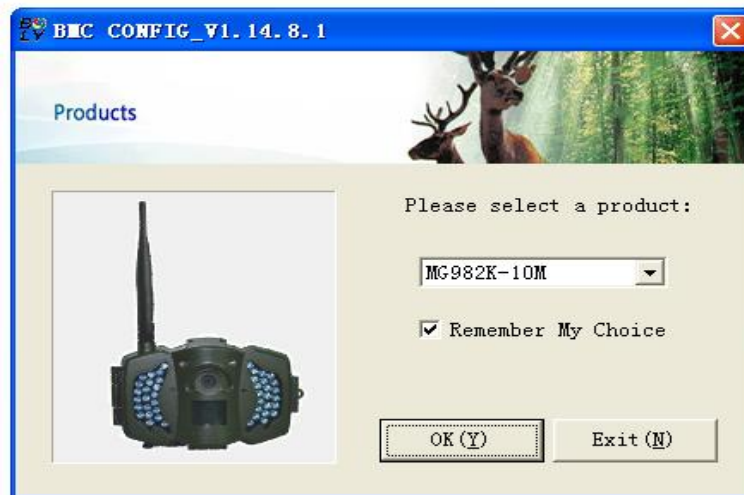 BMC CONFIG_V1.14.8.1
Products
Please select a product:
MG982K-10M
Remember My Choice
OK(Y)
Exit(N)